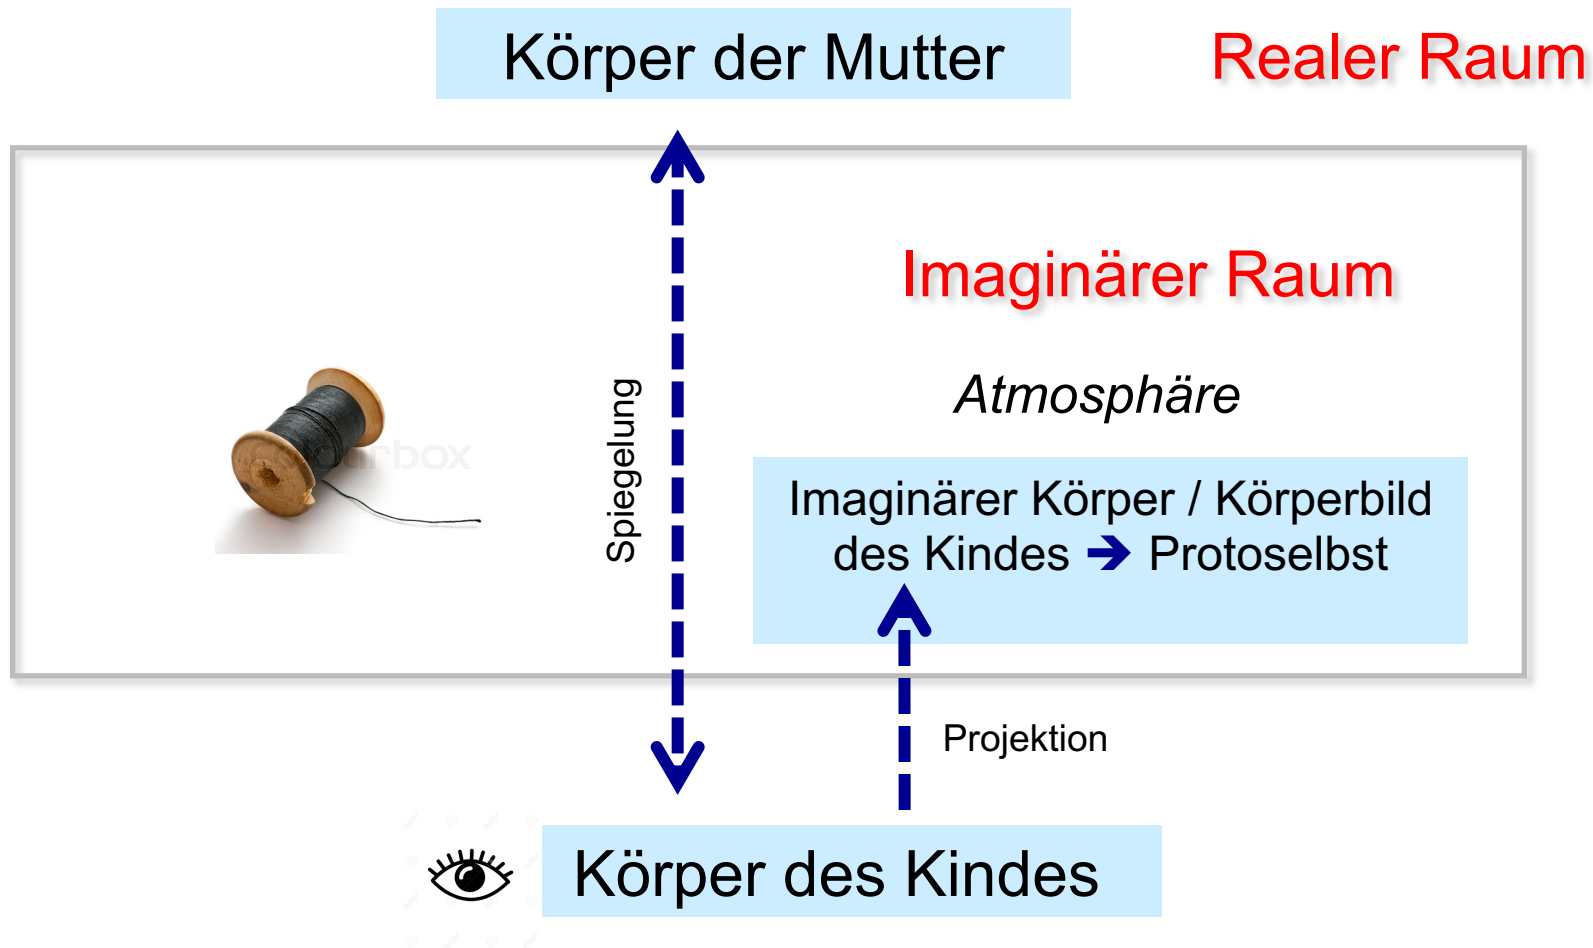 Körper der Mutter
Realer Raum
Imaginärer Raum
Atmosphäre
Spiegelung
Imaginärer Körper / Körperbild
des Kindes ➔ Protoselbst
Projektion
Körper des Kindes